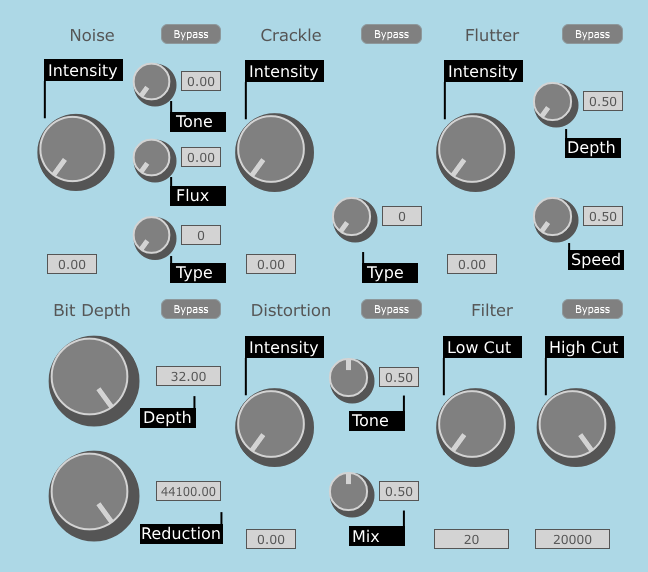 Noise
Bypass
Intensity
0.00
Tone
0.00
Flux
0
Type
0.00
Crackle
Bypass
Intensity
0
Type
0.00
Flutter
Bypass
Intensity
0.50
Depth
0.50
Speed
0.00
Bit Depth
Bypass
32.00
Depth
44100.00
Reduction
Distortion
Bypass
Intensity
0.50
Tone
0.50
Mix
0.00
Filter
Bypass
Low Cut
High Cut
20
20000